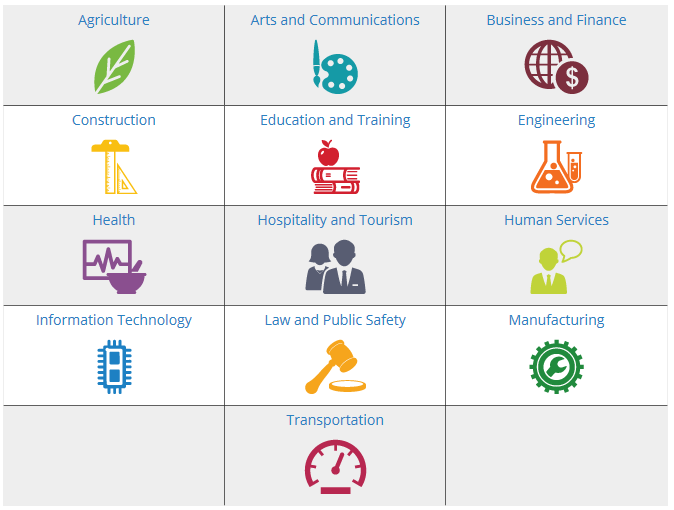 Agriculture
Arts and Communications
Business and Finance
$
Construction
Education and Training
Engineering
Health
Hospitality and Tourism
Human Services
Information Technology
Law and Public Safety
Manufacturing
Transportation